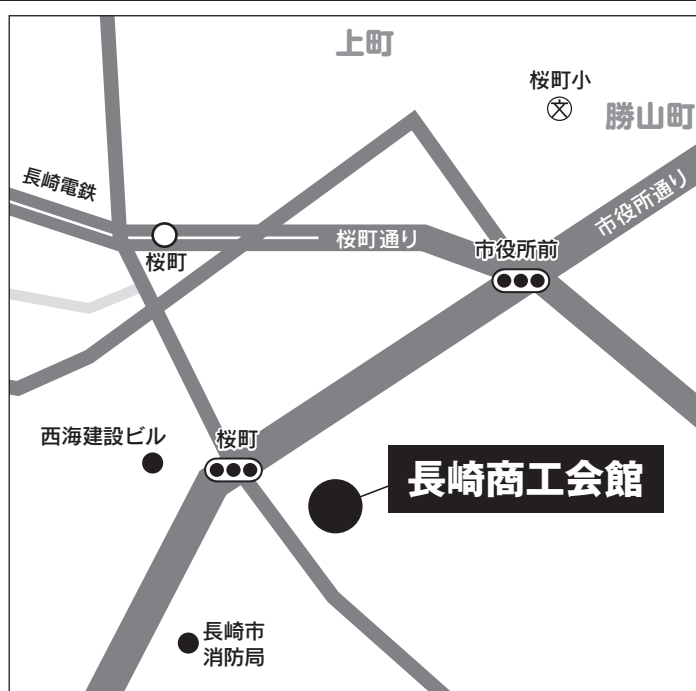 上町
桜町小
文
勝山町
長崎電鉄
市役所通り
桜町通り
桜町
市役所前
西海建設ビル
桜町
長崎商工会館
長崎市
消防局